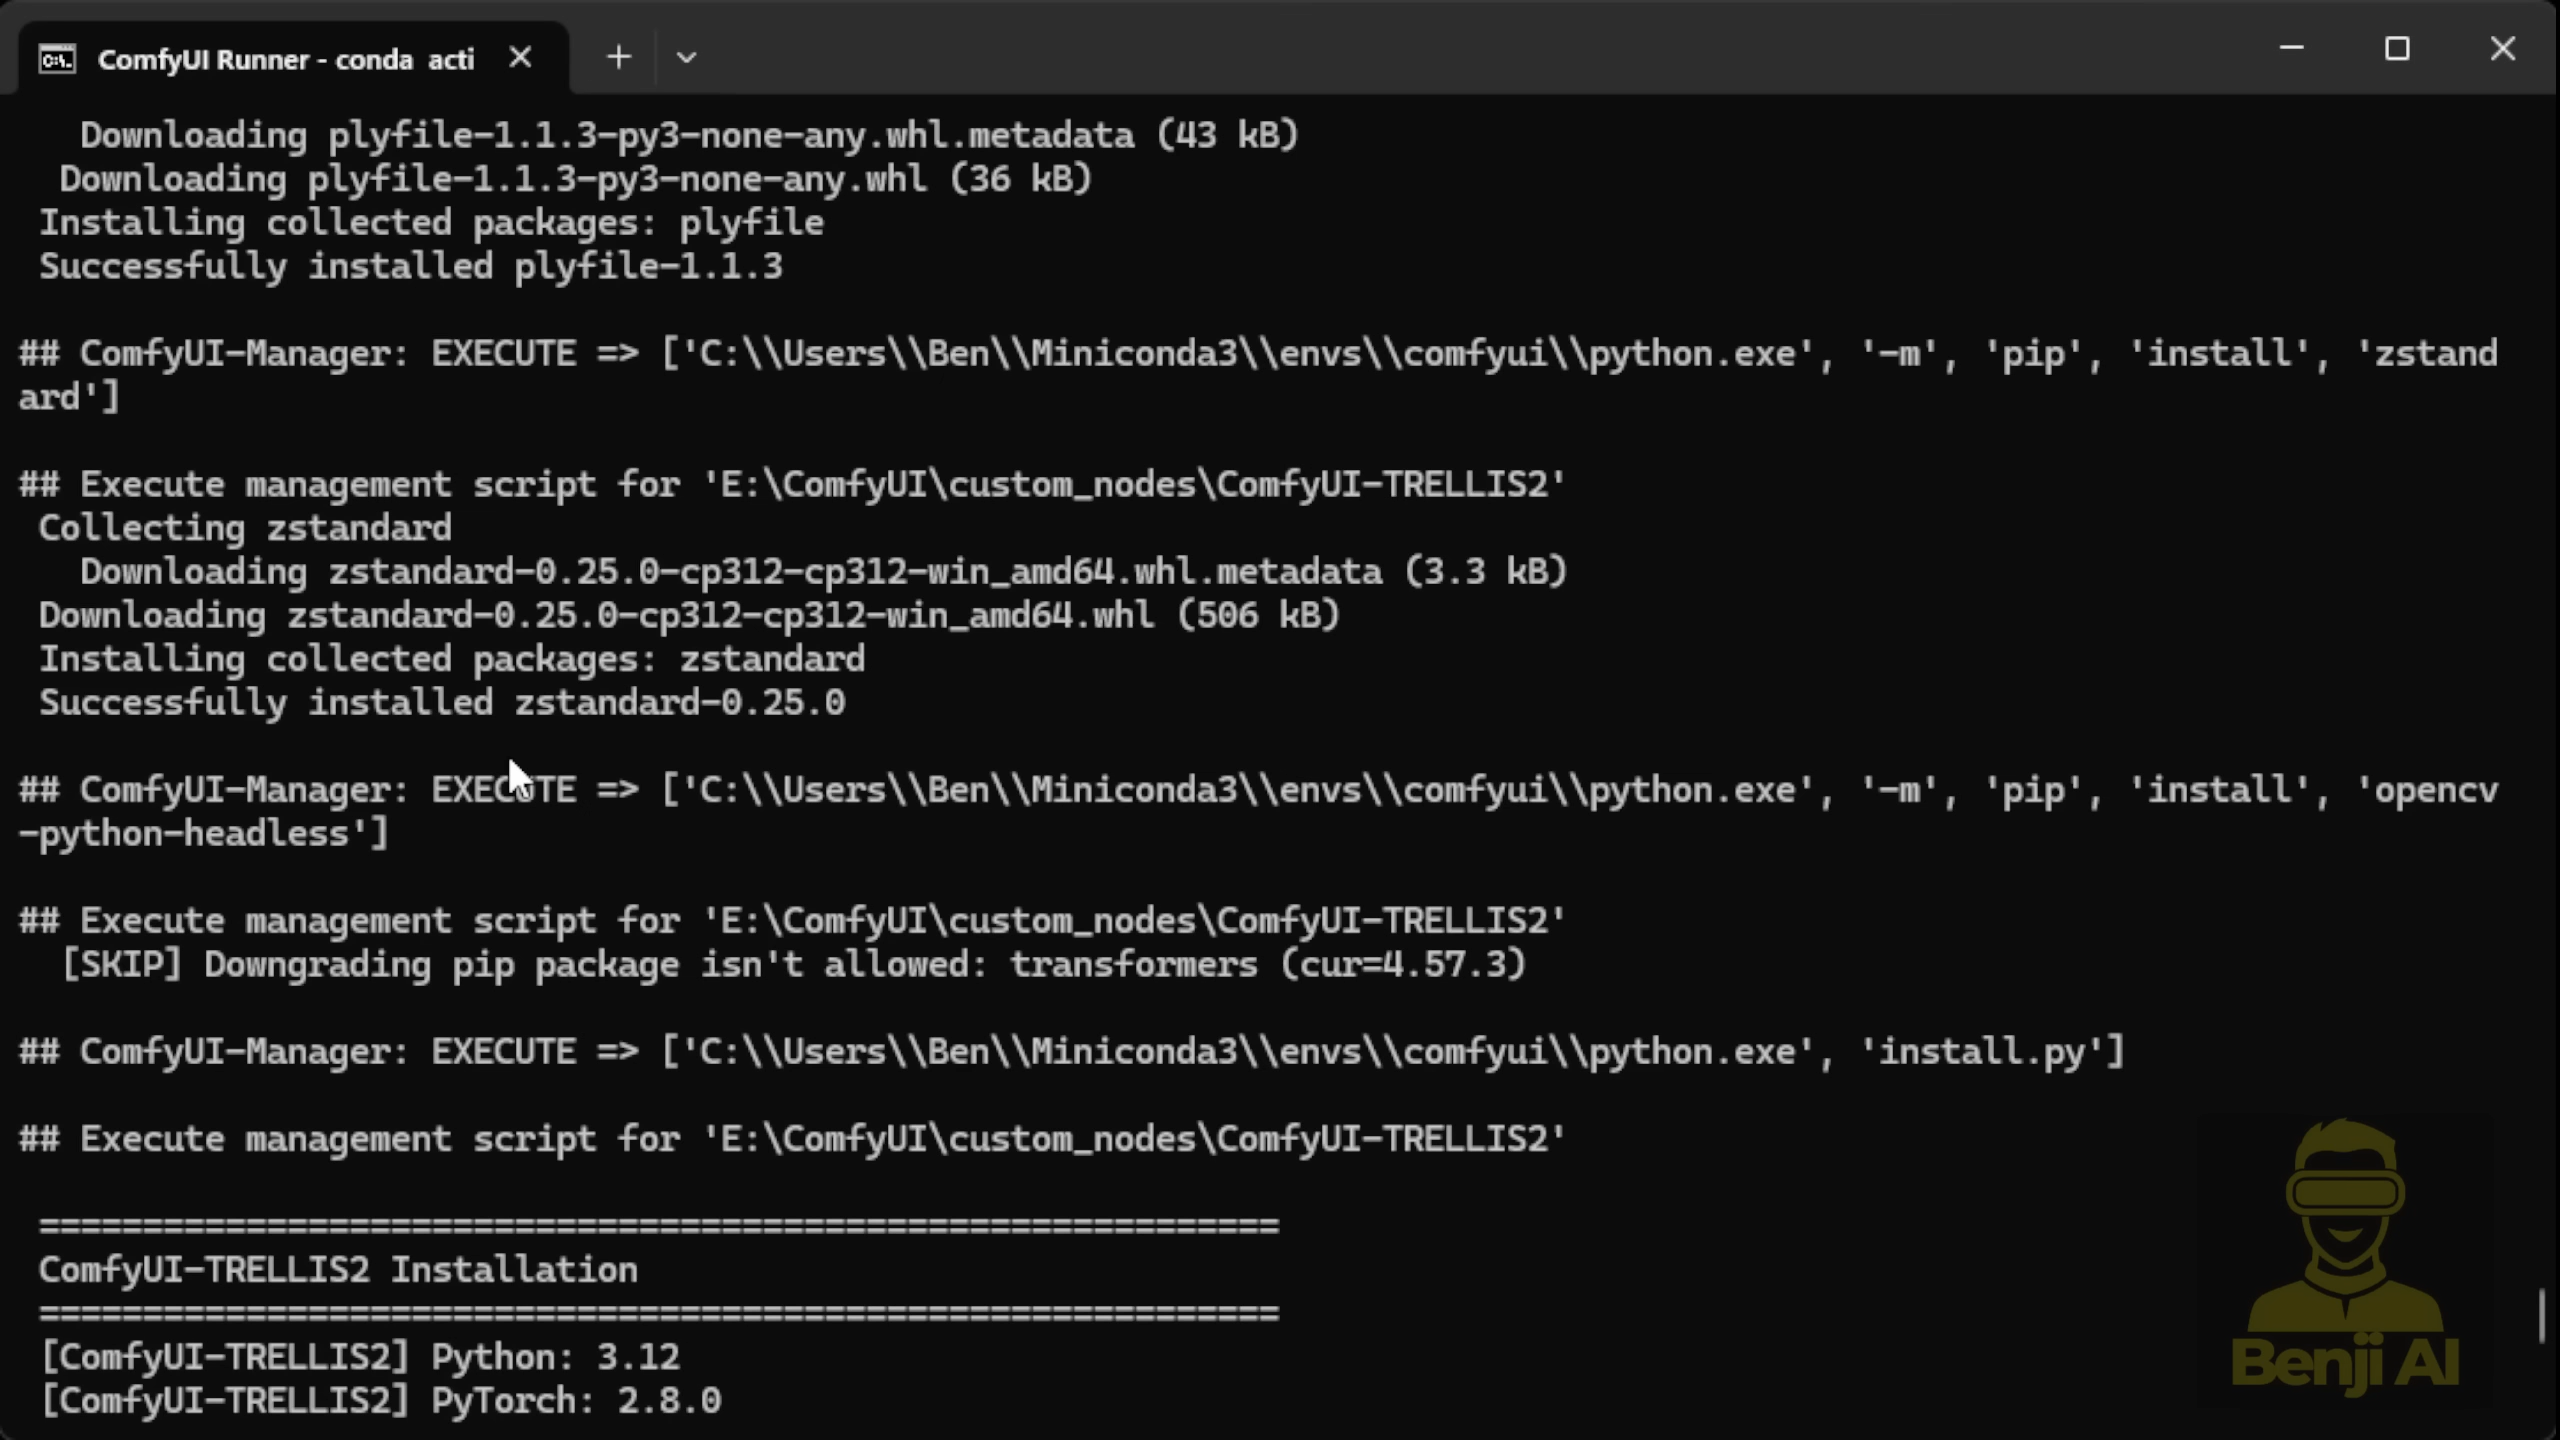 ComfyUI Runner - conda acti
Downloading plyfile-1.1.3-py3-none-any.whl.metadata (43 kB)
Downloading plyfile-1.1.3-py3-none-any.whl (36 kB)
Installing collected packages: plyfile
Successfully installed plyfile-1.1.3
## ComfyUI-Manager: EXECUTE => ['C:\\Users\\Ben\\Miniconda3\\envs\\comfyui\\python.exe', '-m', 'pip', 'install', 'zstand
ard']
## Execute management script for 'E:\ComfyUI\custom_nodes\ComfyUI-TRELLIS2'
Collecting zstandard
Downloading zstandard-0.25.0-cp312-cp312-win_amd64.whl.metadata (3.3 kB)
Downloading zstandard-0.25.0-cp312-cp312-win_amd64.whl (506 kB)
Installing collected packages: zstandard
Successfully installed zstandard-0.25.0
## ComfyUI-Manager: EXECUTE => ['C:\\Users\\Ben\\Miniconda3\\envs\\comfyui\\python.exe', '-m', 'pip', 'install', 'opencv
-python-headless']
## Execute management script for 'E:\ComfyUI\custom_nodes\ComfyUI-TRELLIS2'
[SKIP] Downgrading pip package isn't allowed: transformers (cur=4.57.3)
## ComfyUI-Manager: EXECUTE => ['C:\\Users\\Ben\\Miniconda3\\envs\\comfyui\\python.exe', 'install.py']
## Execute management script for 'E:\ComfyUI\custom_nodes\ComfyUI-TRELLIS2'
============================================================
ComfyUI-TRELLIS2 Installation
============================================================
[ComfyUI-TRELLIS2] Python: 3.12
[ComfyUI-TRELLIS2] PyTorch: 2.8.0
Benji AI